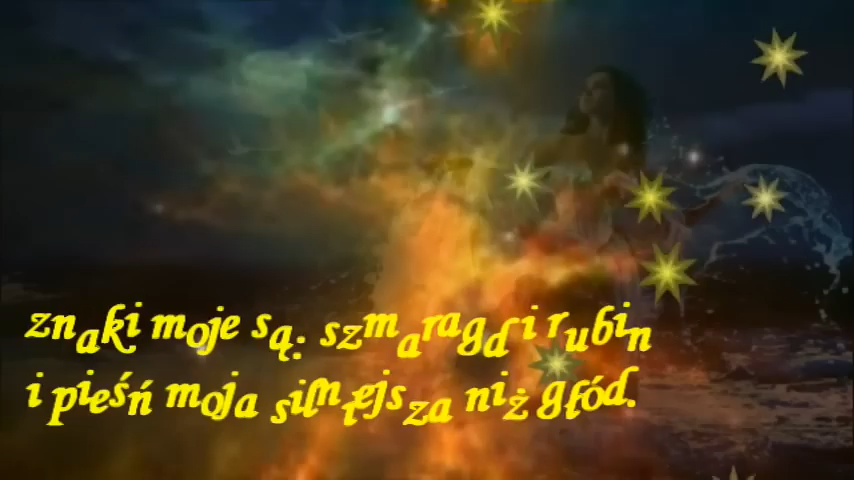 znaki moje są: szmaragd i rubin
i pieśń moja silniejsza niż głód.